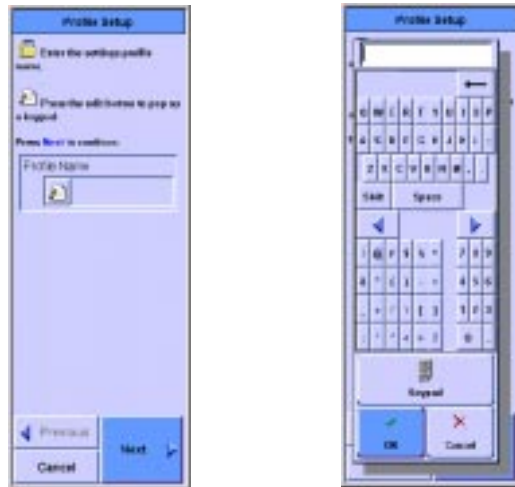 Profile Setup
Enter the settings profile
name.
Press the edit button to pop up
a keypad
Press Next to continue.
Profile Name
Previous
Next
Cancel
Profile Setup
Q W E R T Y U I O P
Z X C V B N M
Shift Space
7 8 9
4 5 6
1 2 3
0 .
Keypad
OK Cancel